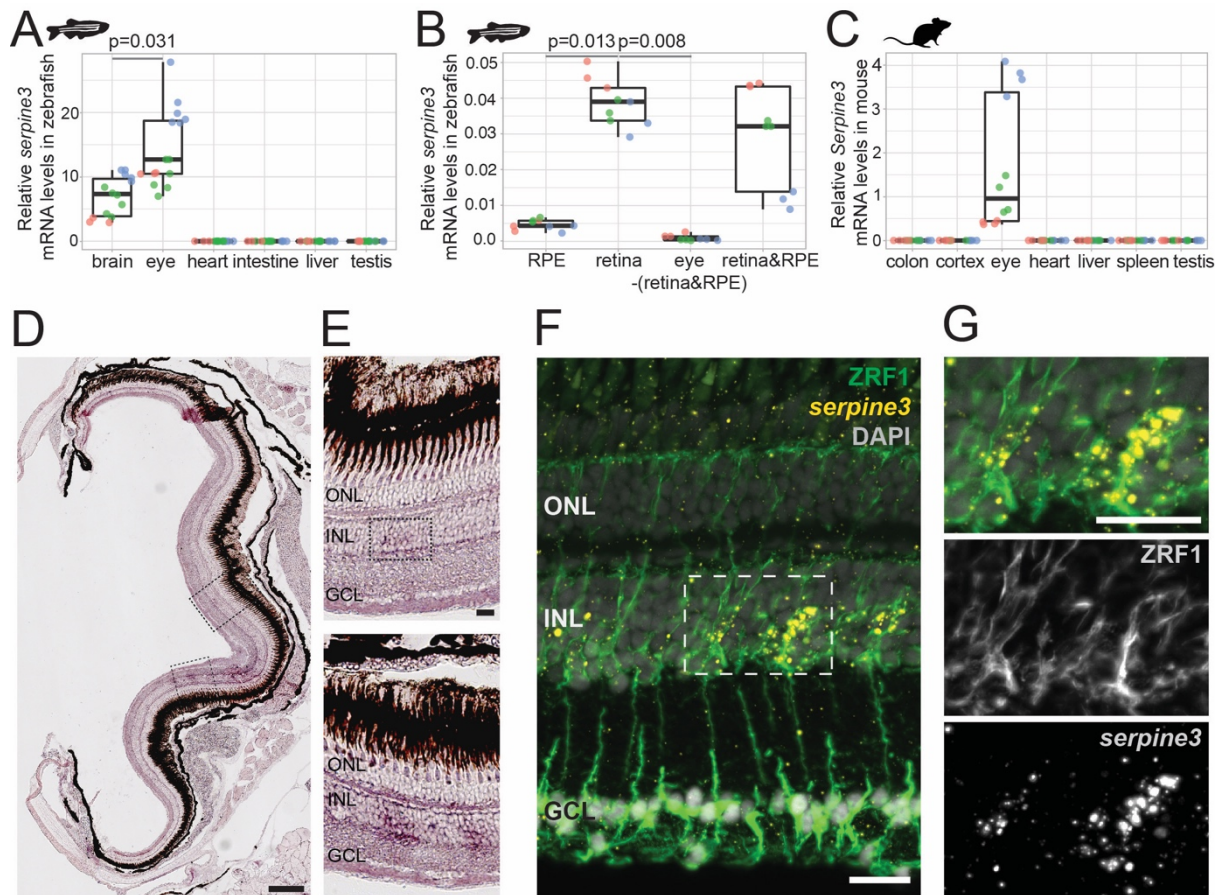 A
p=0.031
Relative serpine3
mRNA levels in zebrafish
20
10
0
brain eye heart intestine liver testis
B
p=0.013 p=0.008
Relative serpine3
mRNA levels in zebrafish
0.05
0.04
0.03
0.02
0.01
0.0
RPE retina eye retina&RPE
-(retina&RPE)
C
Relative Serpine3
mRNA levels in mouse
4
3
2
1
0
colon cortex eye heart liver spleen testis
D
E
ONL
INL
GCL
ONL
INL
GCL
F
ZRF1
serpine3
DAPI
ONL
INL
GCL
G
ZRF1
serpine3